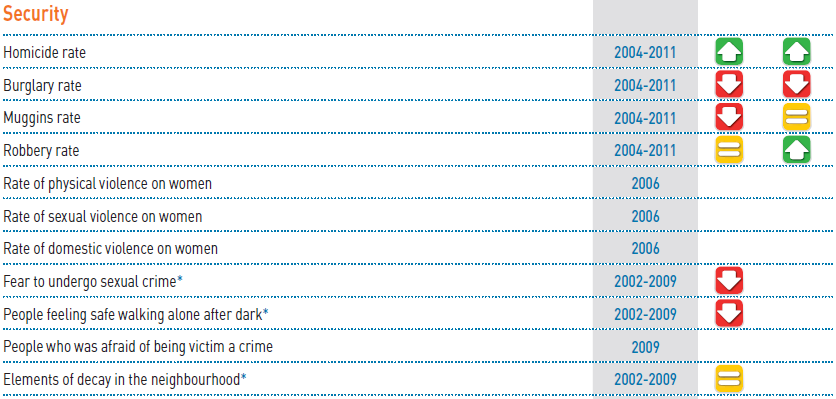 Security
Homicide rate 2004-2011
Burglary rate 2004-2011
Muggins rate 2004-2011
Robbery rate 2004-2011
Rate of physical violence on women 2006
Rate of sexual violence on women 2006
Rate of domestic violence on women 2006
Fear to undergo sexual crime* 2002-2009
People feeling safe walking alone after dark* 2002-2009
People who was afraid of being victim a crime 2009
Elements of decay in the neighbourhood* 2002-2009